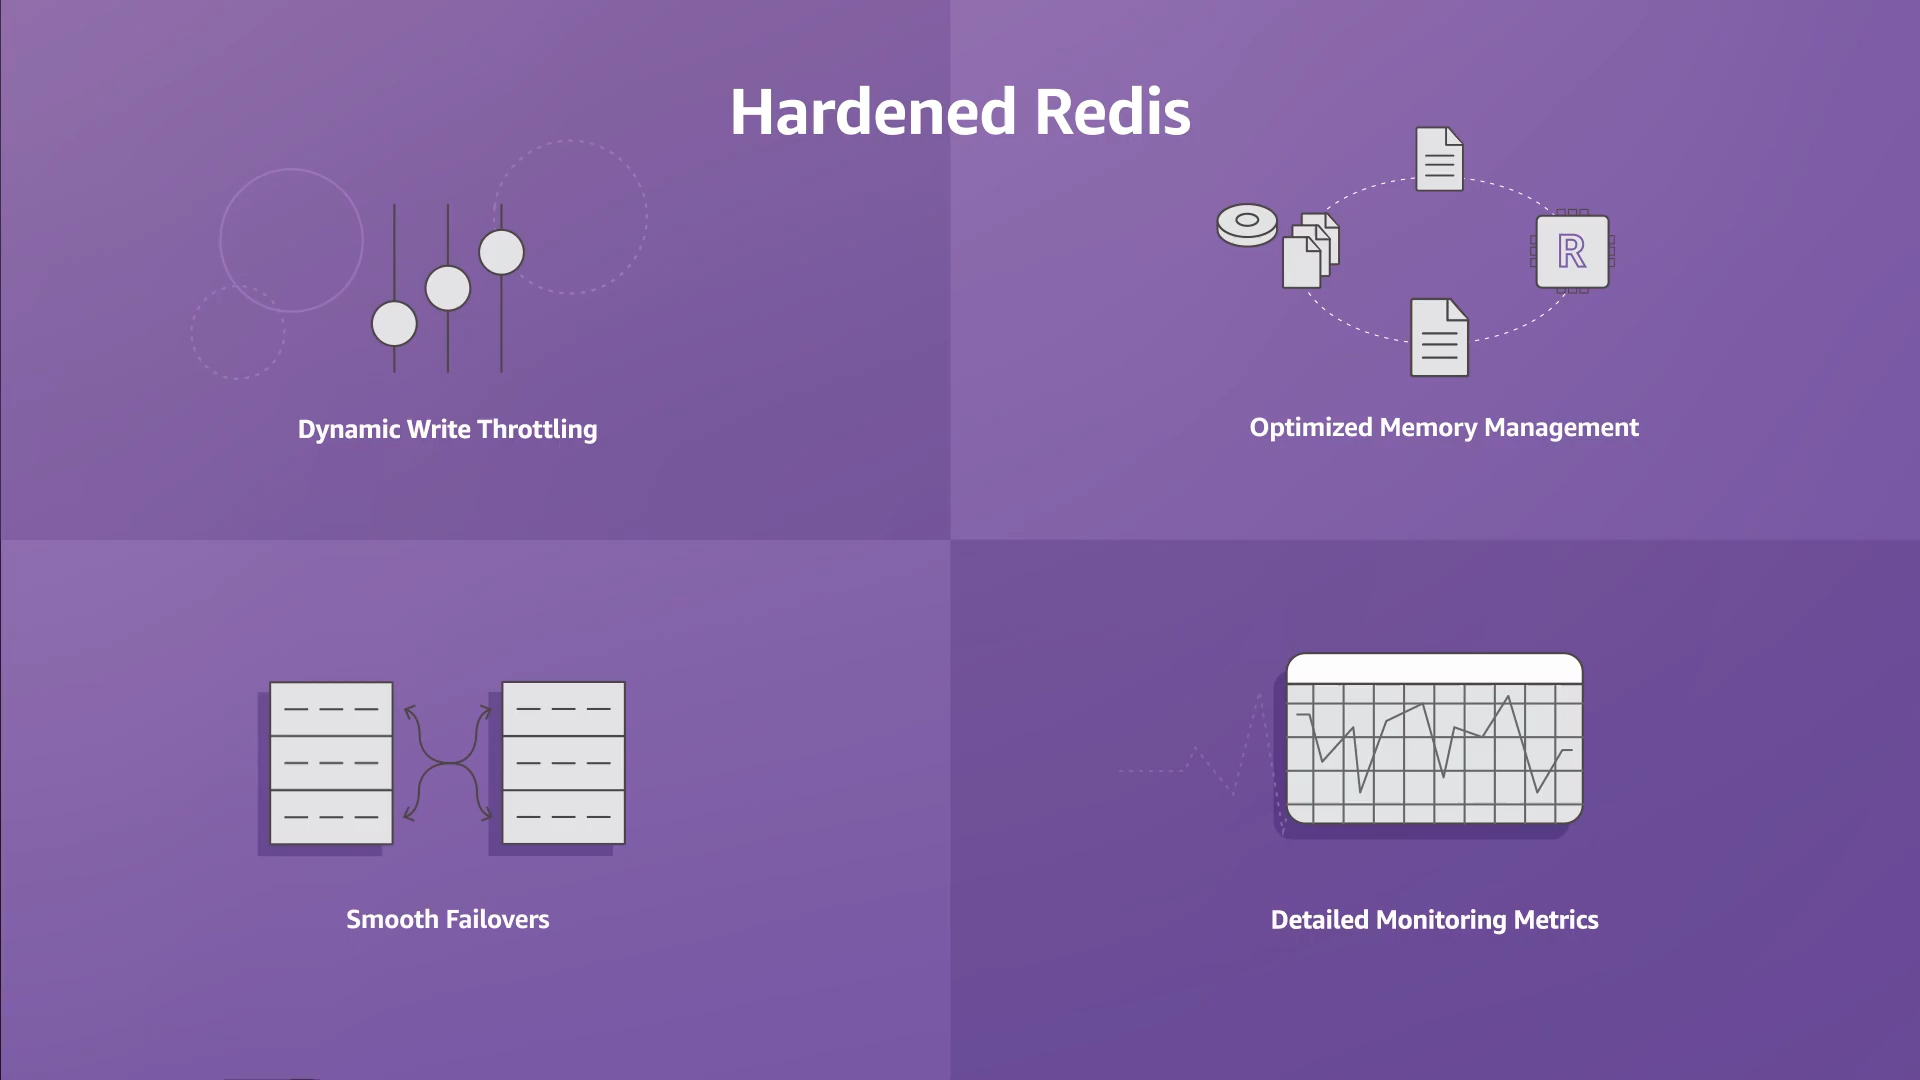 Hardened Redis
R
Dynamic Write Throttling
Optimized Memory Management
Smooth Failovers
Detailed Monitoring Metrics